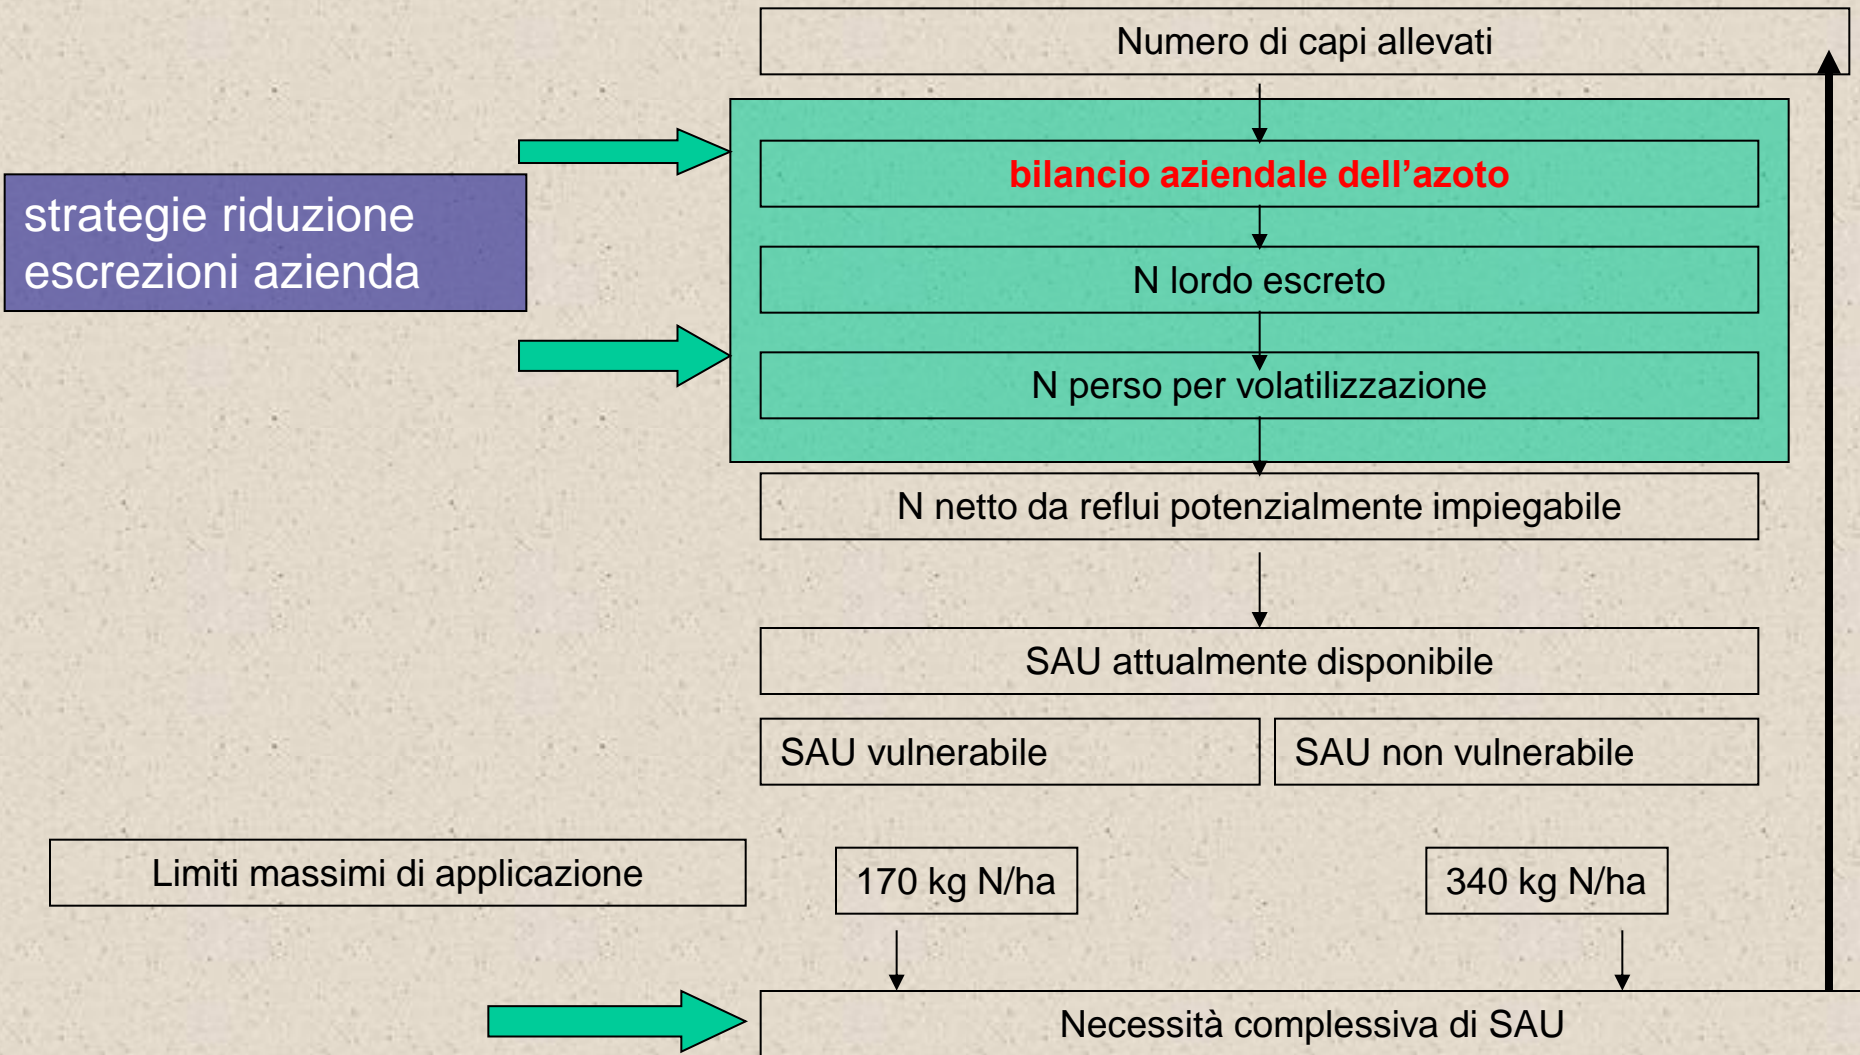 Numero di capi allevati
bilancio aziendale dell’azoto
strategie riduzione
escrezioni azienda
N lordo escreto
N perso per volatilizzazione
N netto da reflui potenzialmente impiegabile
SAU attualmente disponibile
SAU vulnerabile
SAU non vulnerabile
Limiti massimi di applicazione
170 kg N/ha
340 kg N/ha
Necessità complessiva di SAU